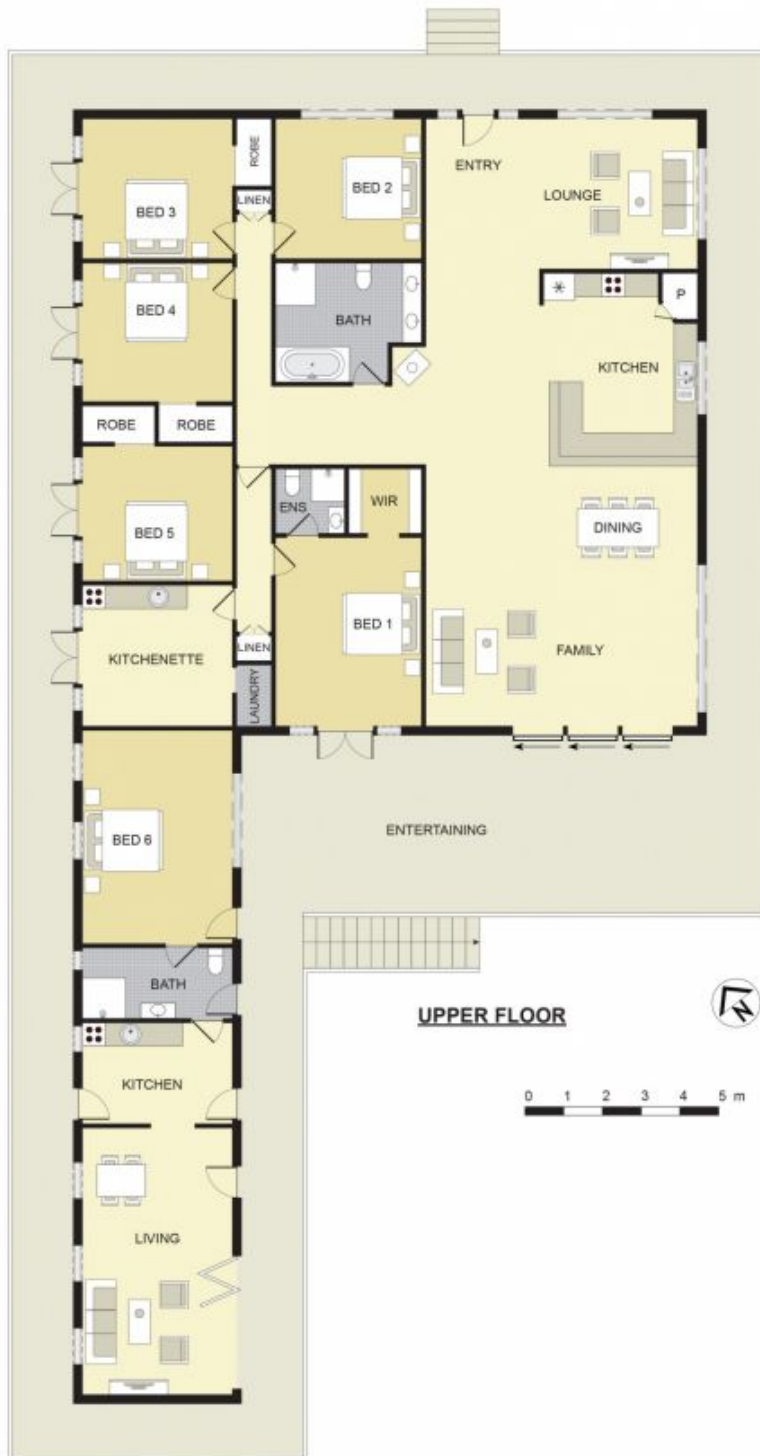 ROBE
BED 3
LINEN
BED 2
ENTRY
LOUNGE
BED 4
BATH
P
KITCHEN
ROBE
ROBE
BED 5
ENS
WIR
DINING
KITCHENETTE
LINEN
LAUNDRY
BED 1
FAMILY
BED 6
ENTERTAINING
BATH
UPPER FLOOR
N
KITCHEN
0 1 2 3 4 5 m
LIVING